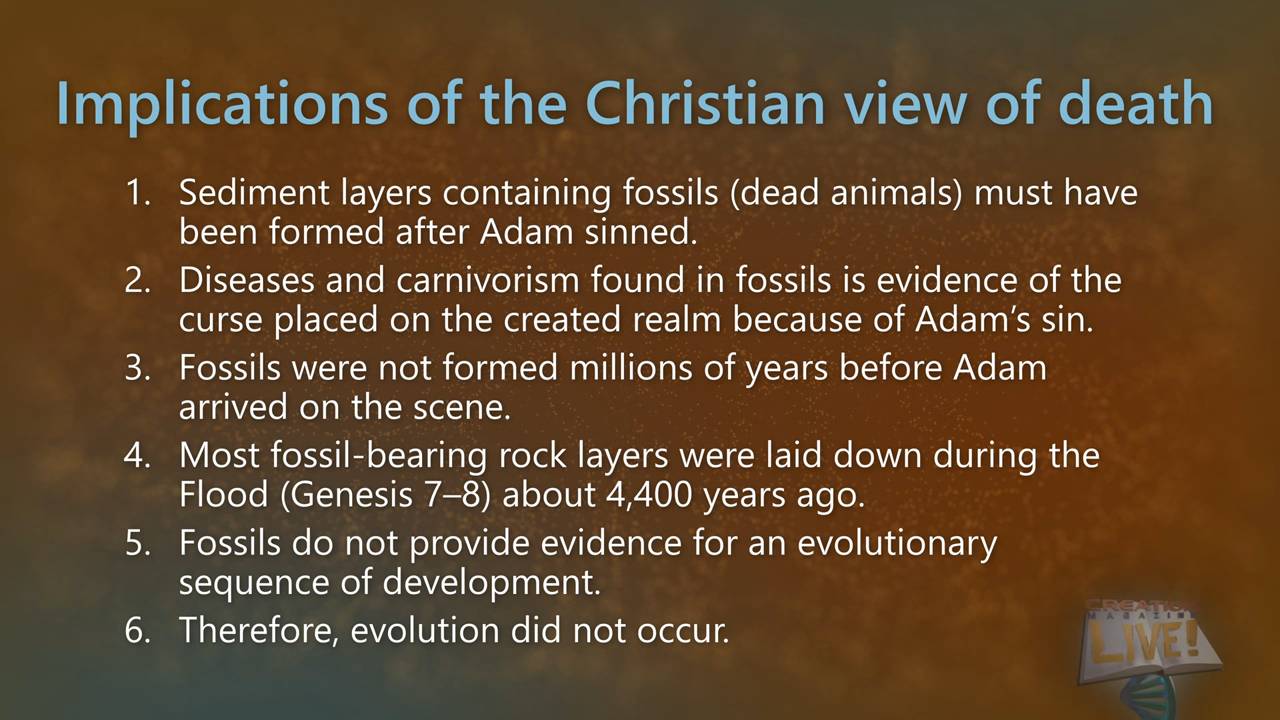 Implications of the Christian view of death
1. Sediment layers containing fossils (dead animals) must have
been formed after Adam sinned.
2. Diseases and carnivorism found in fossils is evidence of the
curse placed on the created realm because of Adam’s sin.
3. Fossils were not formed millions of years before Adam
arrived on the scene.
4. Most fossil-bearing rock layers were laid down during the
Flood (Genesis 7–8) about 4,400 years ago.
5. Fossils do not provide evidence for an evolutionary
sequence of development.
6. Therefore, evolution did not occur.
CREATION
MAGAZINE
LIVE!